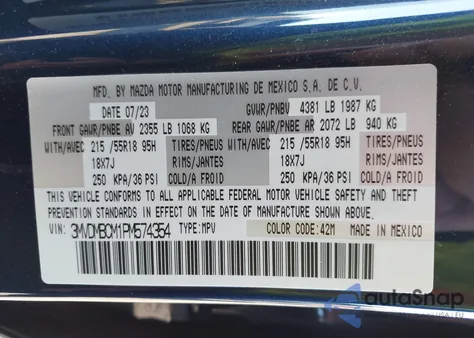 MFD. BY MAZDA MOTOR MANUFACTURING DE MEXICO S.A. DE C.V.
DATE 07/23 GVWR/PNBV 4381 LB 1987 KG
FRONT GAWR/PNBE AV 2355 LB 1068 KG REAR GAWR/PNBE AR 2072 LB 940 KG
WITH/AVEC 215 /55R18 95H TIRES/PNEUS WITH/AVEC 215 /55R18 95H TIRES/PNEUS
18X7J RIMS/JANTES 18X7J RIMS/JANTES
250 KPA/36 PSI COLD/A FROID 250 KPA/36 PSI COLD/A FROID
THIS VEHICLE CONFORMS TO ALL APPLICABLE FEDERAL MOTOR VEHICLE SAFETY AND THEFT
PREVENTION STANDARDS IN EFFECT ON THE DATE OF MANUFACTURE SHOWN ABOVE.
VIN: 3MVDMBCM1PM574354 TYPE:MPV COLOR CODE:42M MADE IN MEXICO
autoSnap